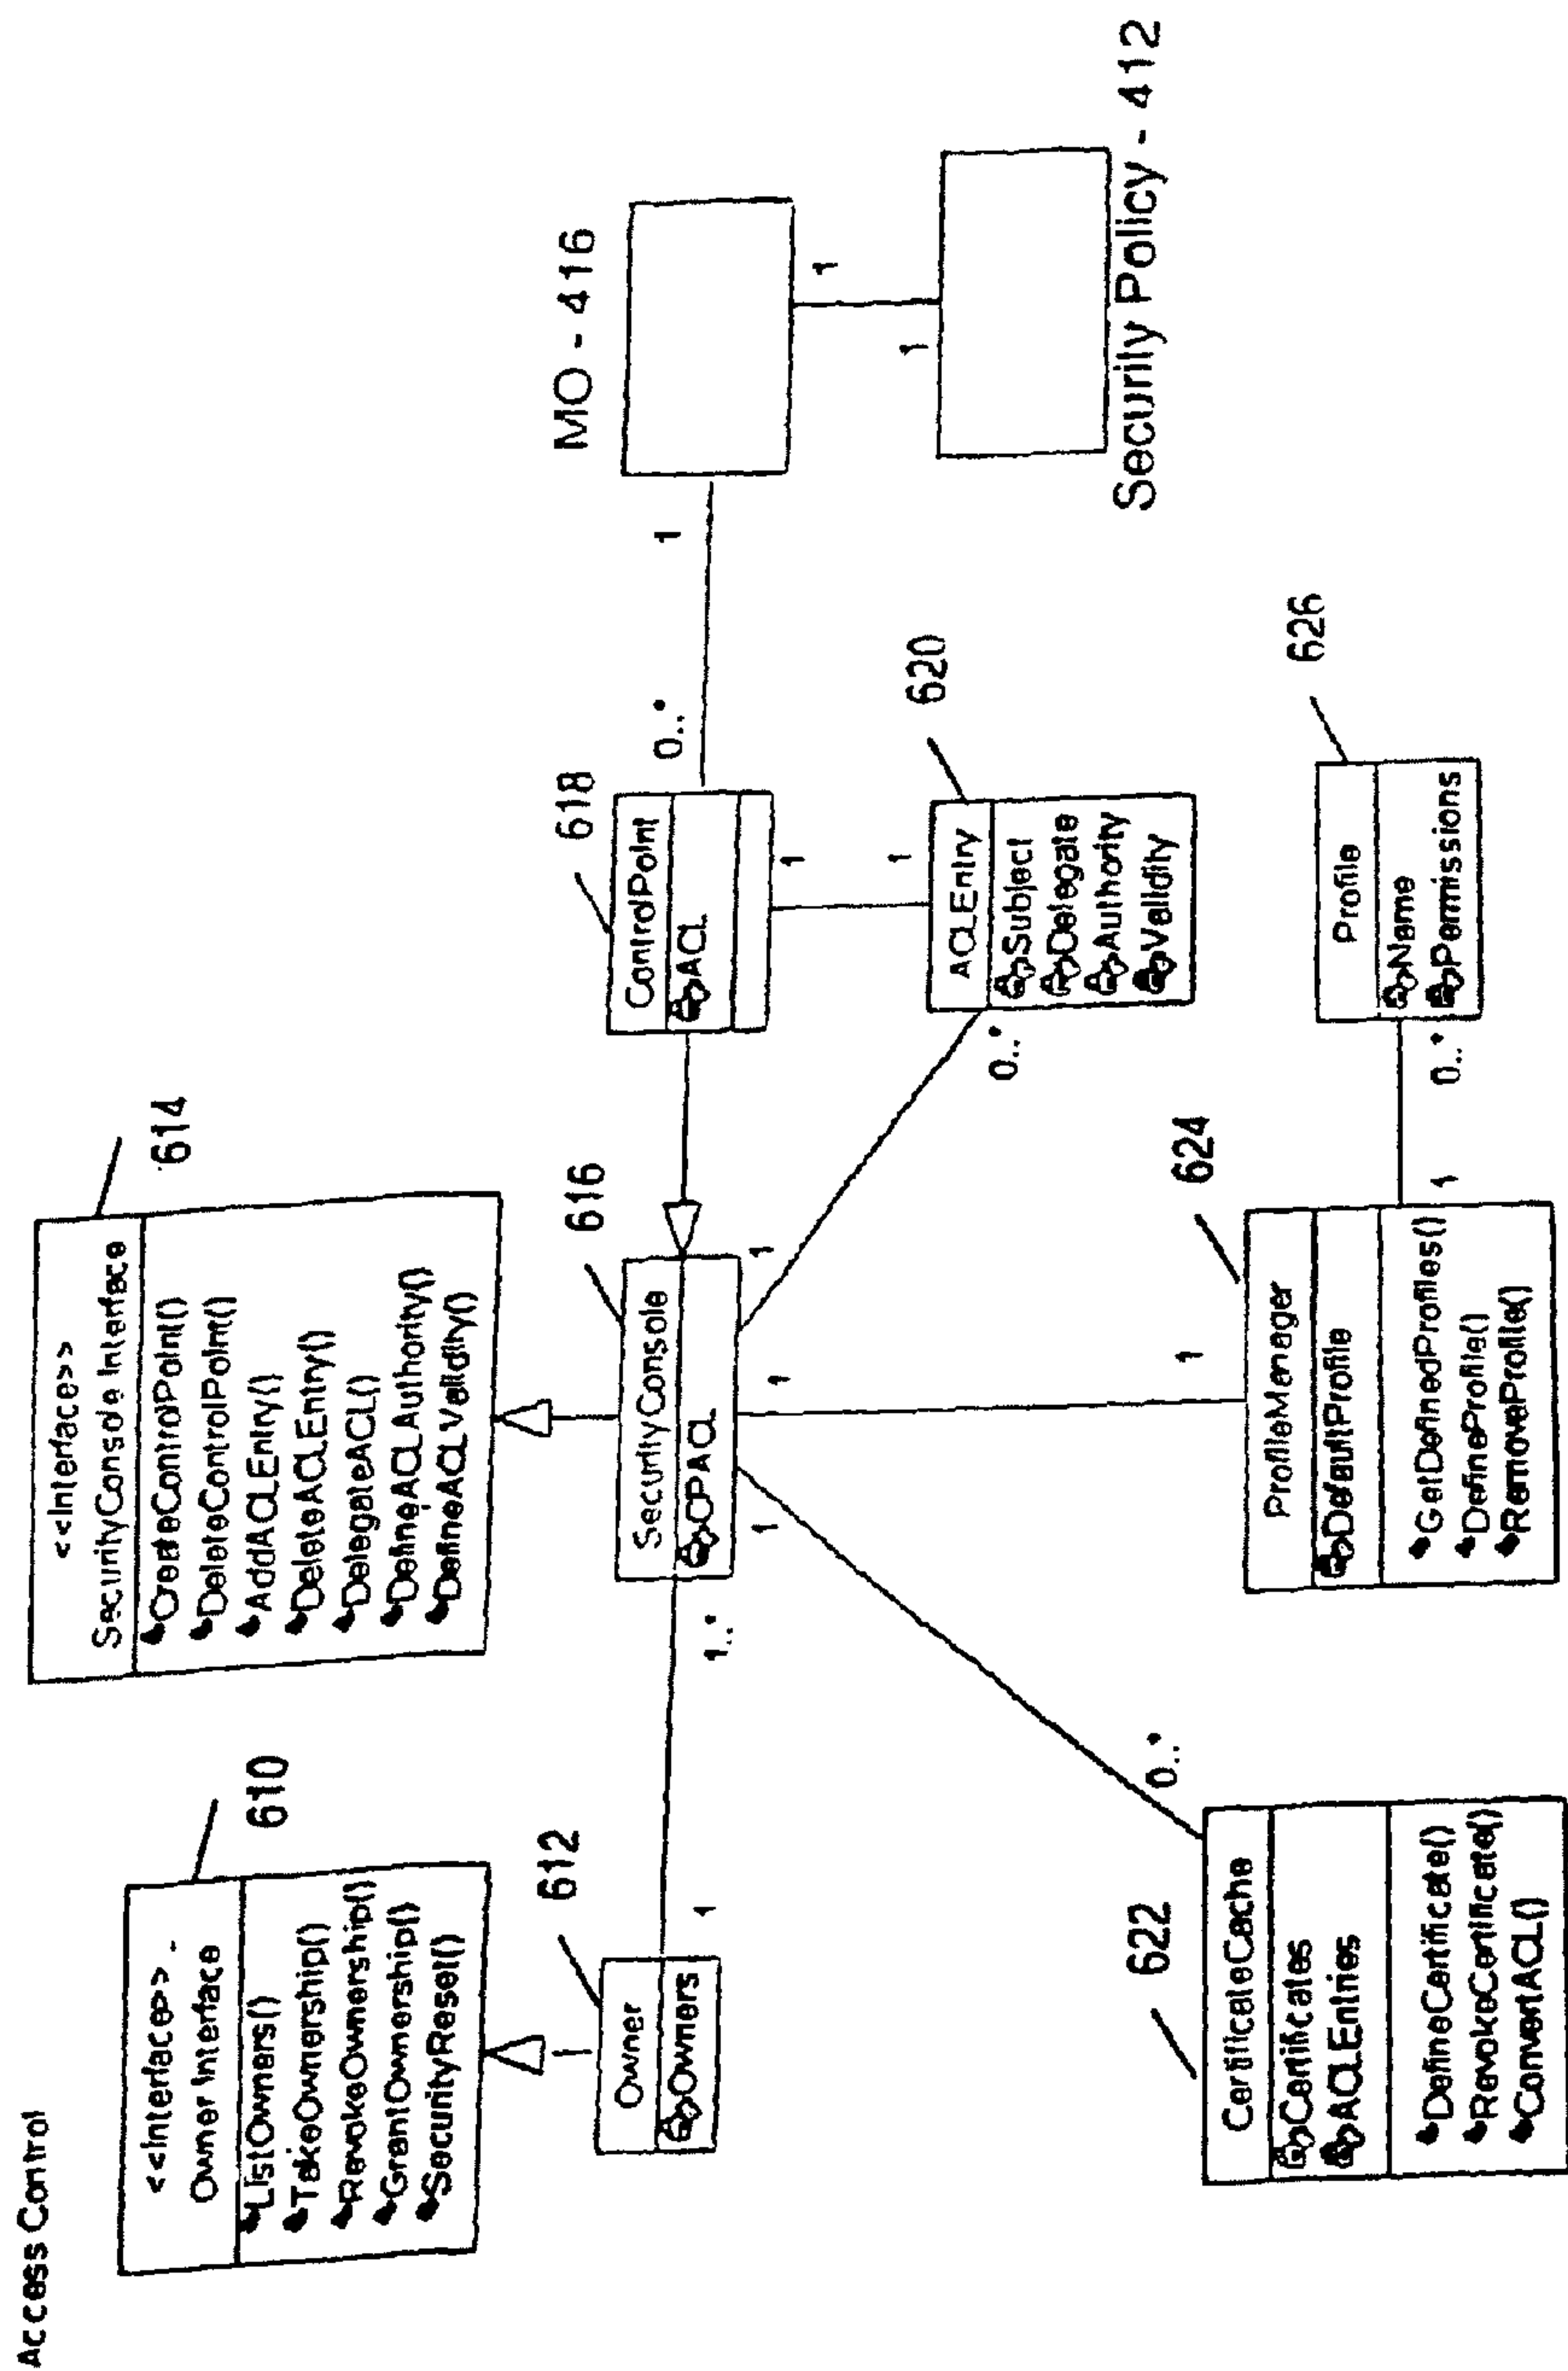 Access Control
<<Interface>>
Owner Interface
ListOwners()
TakeOwnership()
RevokeOwnership()
GrantOwnership()
SecurityReset()
610
612
Owner
Owners
1
1..*
<<Interface>>
SecurityConsole Interface
CreateControlPoint()
DeleteControlPoint()
AddACLEntry()
DeleteACLEntry()
DelegateACL()
DefineACLAuthority()
DefineACLValidity()
614
616
SecurityConsole
CPACL
1
1
1
618
ControlPoint
ACL
0..*
1
MO - 416
1
1
Security Policy - 412
1
1
620
ACLEntry
Subject
Delegate
Authority
Validity
0..*
622
CertificateCache
Certificates
ACLEntries
DefineCertificate()
RevokeCertificate()
ConvertACL()
0..*
624
ProfileManager
DefaultProfile
GetDefinedProfiles()
DefineProfile()
RemoveProfile()
1
1
0..*
626
Profile
Name
Permissions